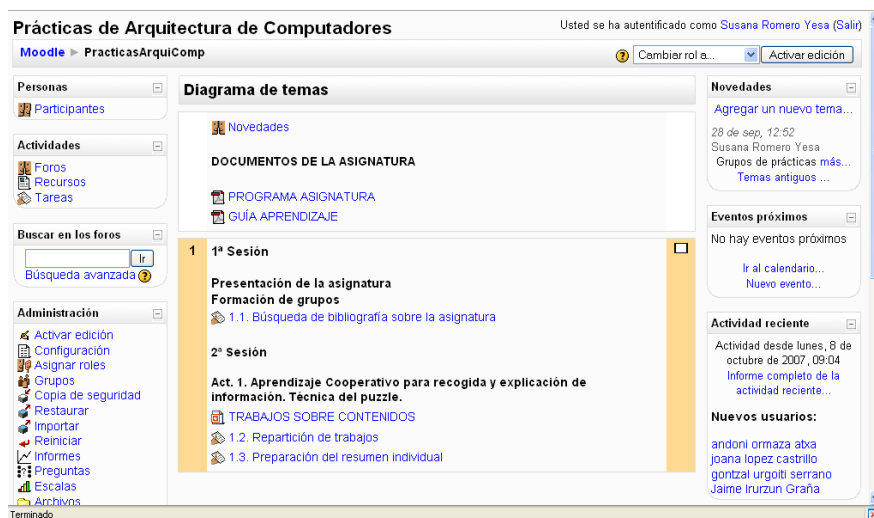 Prácticas de Arquitectura de Computadores
Usted se ha autentificado como Susana Romero Yesa (Salir)
Moodle ► PracticasArquiComp
Cambiar rol a...
Activar edición
Personas
Participantes
Actividades
Foros
Recursos
Tareas
Buscar en los foros
Ir
Búsqueda avanzada
Administración
Activar edición
Configuración
Asignar roles
Grupos
Copia de seguridad
Restaurar
Importar
Reiniciar
Informes
Preguntas
Escalas
Archivos
Diagrama de temas
Novedades
DOCUMENTOS DE LA ASIGNATURA
PROGRAMA ASIGNATURA
GUÍA APRENDIZAJE
1 1ª Sesión
Presentación de la asignatura
Formación de grupos
1.1. Búsqueda de bibliografía sobre la asignatura
2ª Sesión
Act. 1. Aprendizaje Cooperativo para recogida y explicación de
información. Técnica del puzzle.
TRABAJOS SOBRE CONTENIDOS
1.2. Repartición de trabajos
1.3. Preparación del resumen individual
Novedades
Agregar un nuevo tema...
28 de sep, 12:52
Susana Romero Yesa
Grupos de prácticas más...
Temas antiguos ...
Eventos próximos
No hay eventos próximos
Ir al calendario...
Nuevo evento...
Actividad reciente
Actividad desde lunes, 8 de
octubre de 2007, 09:04
Informe completo de la
actividad reciente...
Nuevos usuarios:
andoni ormaza atxa
joana lopez castrillo
gontzal urgoiti serrano
Jaime Irurzun Graña
Terminado